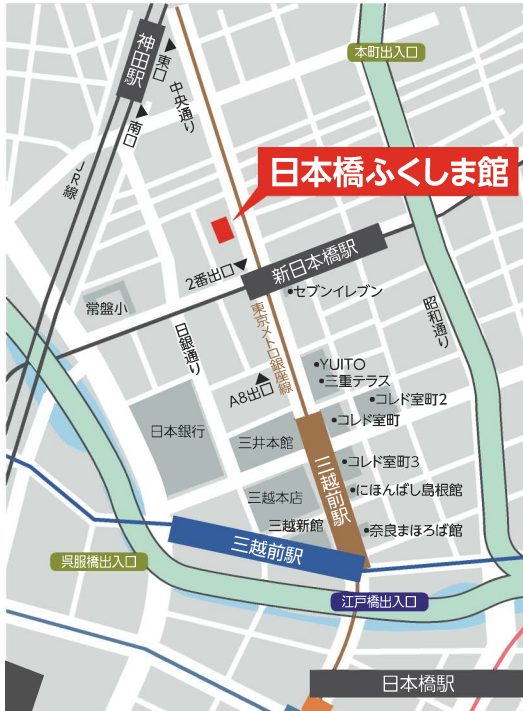 本町出入口
神田駅
東口
中央通り
南口
JR線
日本橋ふくしま館
新日本橋駅
2番出口
セブンイレブン
常盤小
日銀通り
東京メトロ銀座線
昭和通り
YUITO
三重テラス
A8出口
コレド室町2
コレド室町
日本銀行
三井本館
三越前駅
コレド室町3
三越本店
にほんばし島根館
三越新館
奈良まほろば館
三越前駅
呉服橋出入口
江戸橋出入口
日本橋駅